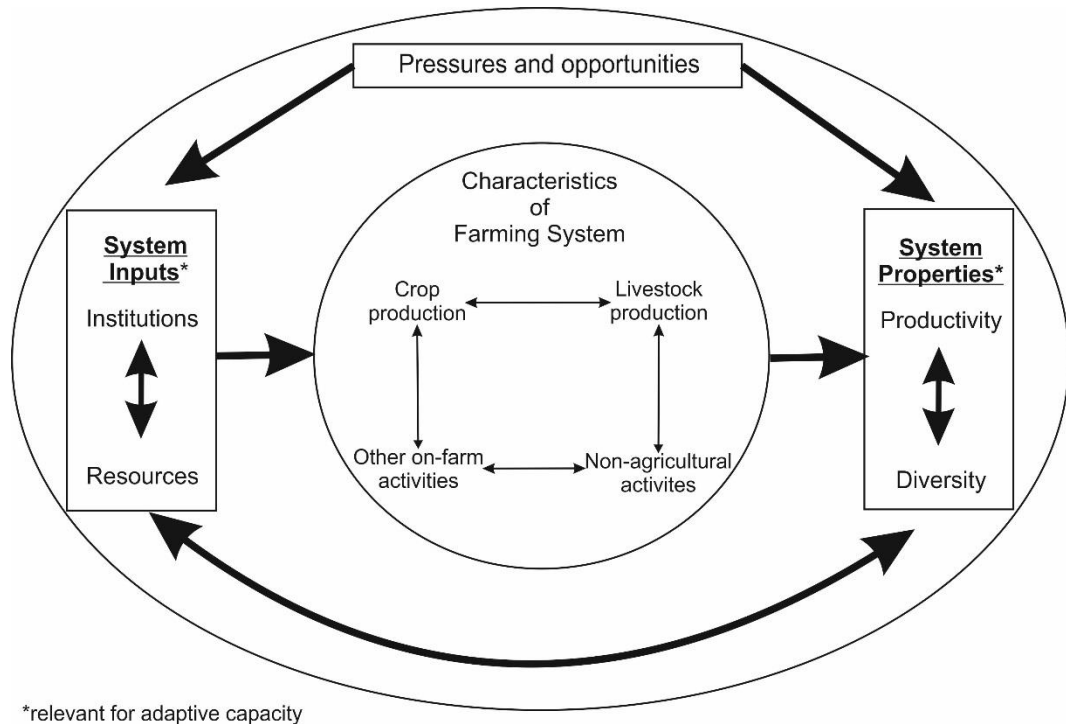 Pressures and opportunities
Characteristics
of
Farming System
System
Inputs*
Institutions
Resources
Crop
production
Livestock
production
Other on-farm
activities
Non-agricultural
activites
System
Properties*
Productivity
Diversity
*relevant for adaptive capacity